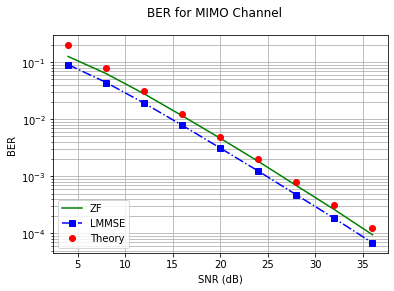 BER for MIMO Channel
BER
10⁻¹
10⁻²
10⁻³
10⁻⁴
ZF
LMMSE
Theory
5 10 15 20 25 30 35
SNR (dB)